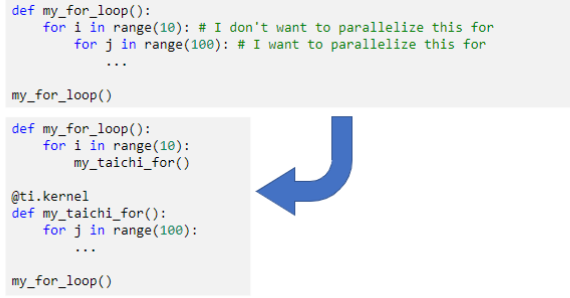 def my_for_loop():
    for i in range(10): # I don't want to parallelize this for
        for j in range(100): # I want to parallelize this for
            ...
my_for_loop()
def my_for_loop():
    for i in range(10):
        my_taichi_for()
@ti.kernel
def my_taichi_for():
    for j in range(100):
        ...
my_for_loop()